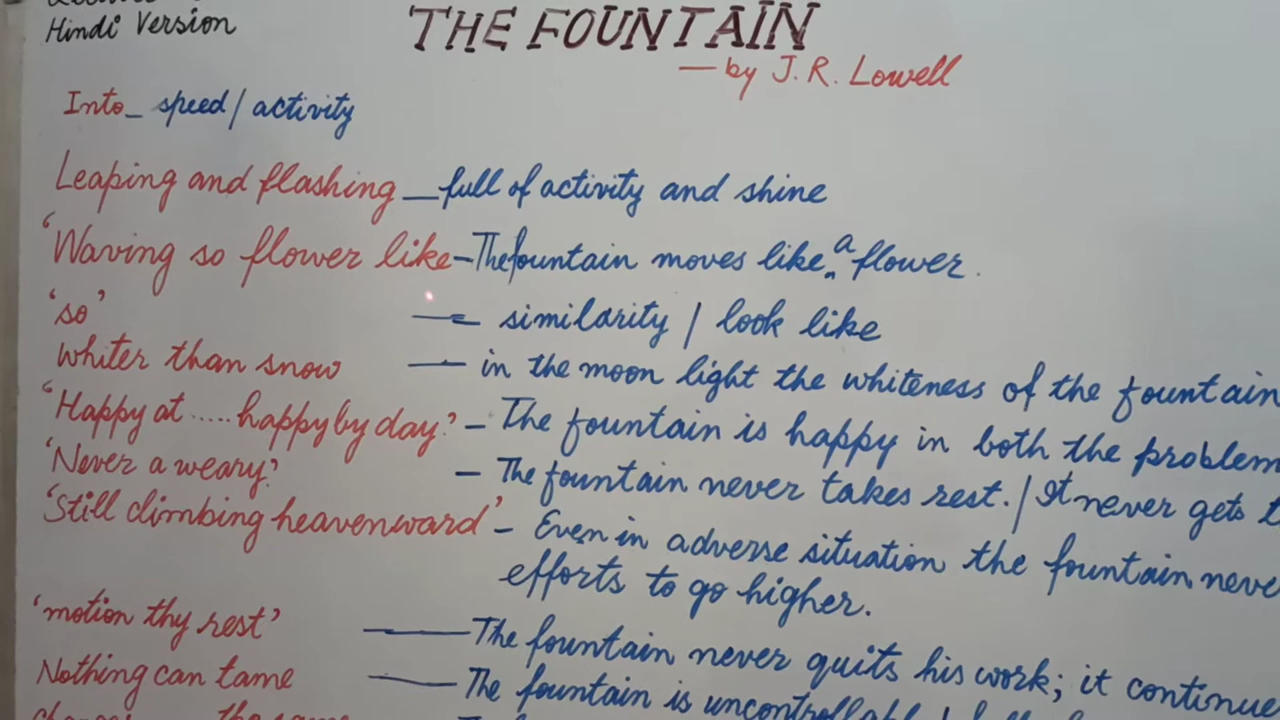 Hindi Version
THE FOUNTAIN
— by J. R. Lowell
Into_ speed / activity
Leaping and flashing — full of activity and shine
'Waving so flower like - The fountain moves like a flower.
'so' — similarity / look like
whiter than snow — in the moon light the whiteness of the fountain
'Happy at ..... happy by day.' - The fountain is happy in both the problem
'Never a weary.' - The fountain never takes rest. / It never gets
'Still climbing heavenward' - Even in adverse situation the fountain neve
efforts to go higher.
'motion thy rest' — The fountain never quits his work; it continue
Nothing can tame — The fountain is uncontrollabl
the same